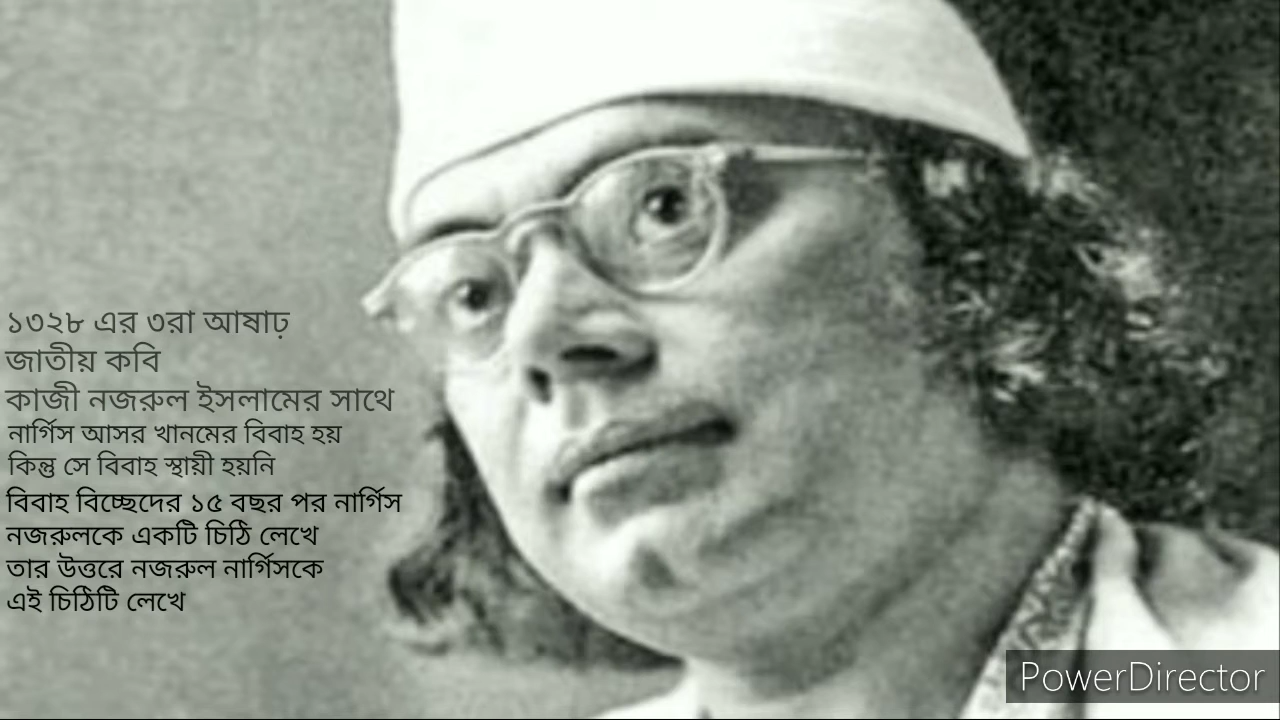 ১৩২৮ এর ৩রা আষাঢ়
জাতীয় কবি
কাজী নজরুল ইসলামের সাথে
নার্গিস আসর খানমের বিবাহ হয়
কিন্তু সে বিবাহ স্থায়ী হয়নি
বিবাহ বিচ্ছেদের ১৫ বছর পর নার্গিস
নজরুলকে একটি চিঠি লেখে
তার উত্তরে নজরুল নার্গিসকে
এই চিঠিটি লেখে
PowerDirector